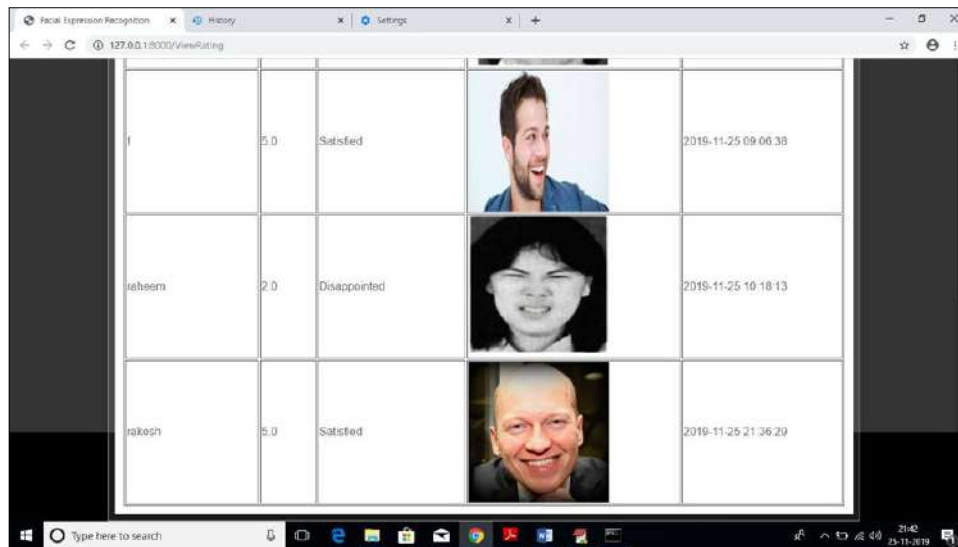 Facial Expression Recognition
History
Settings
127.0.0.1:8000/ViewRating
f 5.0 Satisfied 2019-11-25 09:06:38
raheem 2.0 Disappointed 2019-11-25 10:18:13
rakesh 5.0 Satisfied 2019-11-25 21:36:29
Type here to search
21:42
25-11-2019